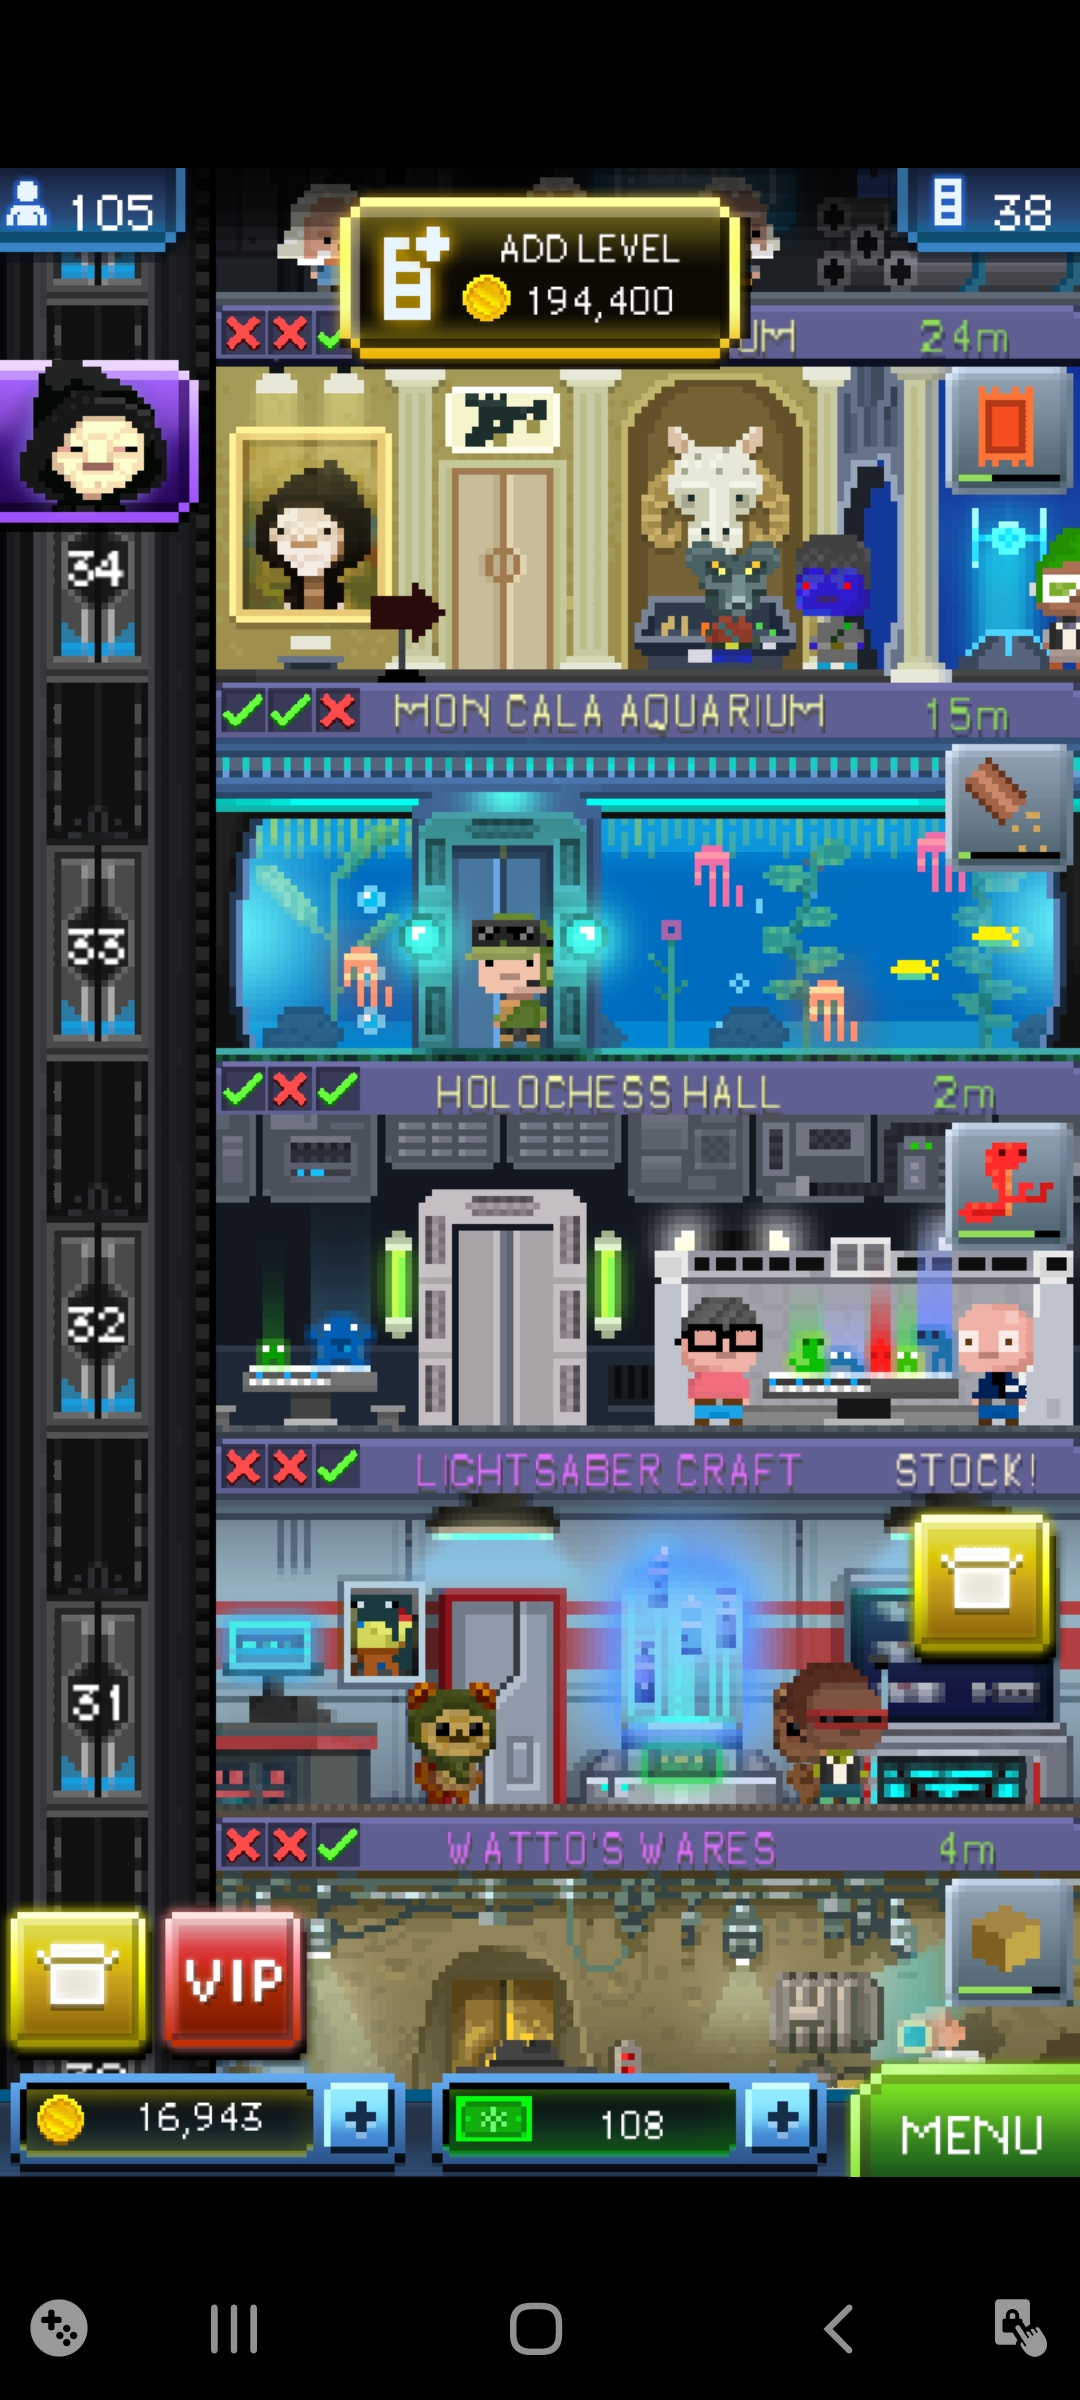 105
38
ADD LEVEL
194,400
UM 24m
34
MON CALA AQUARIUM 15m
33
HOLOCHESS HALL 2m
32
LIGHTSABER CRAFT STOCK!
31
WATTO'S WARES 4m
VIP
16,943 +
108 +
MENU